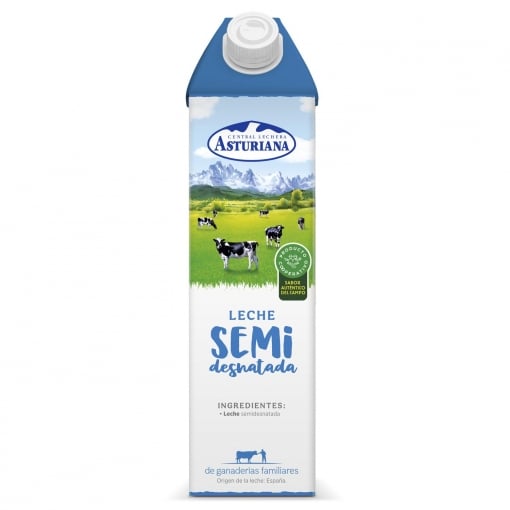 CENTRAL LECHERA
ASTURIANA
PRODUCTO
COOPERATIVO
SABOR
AUTÉNTICO
DEL CAMPO
LECHE
SEMI
desnatada
INGREDIENTES:
• Leche semidesnatada
de ganaderías familiares
Origen de la leche: España.